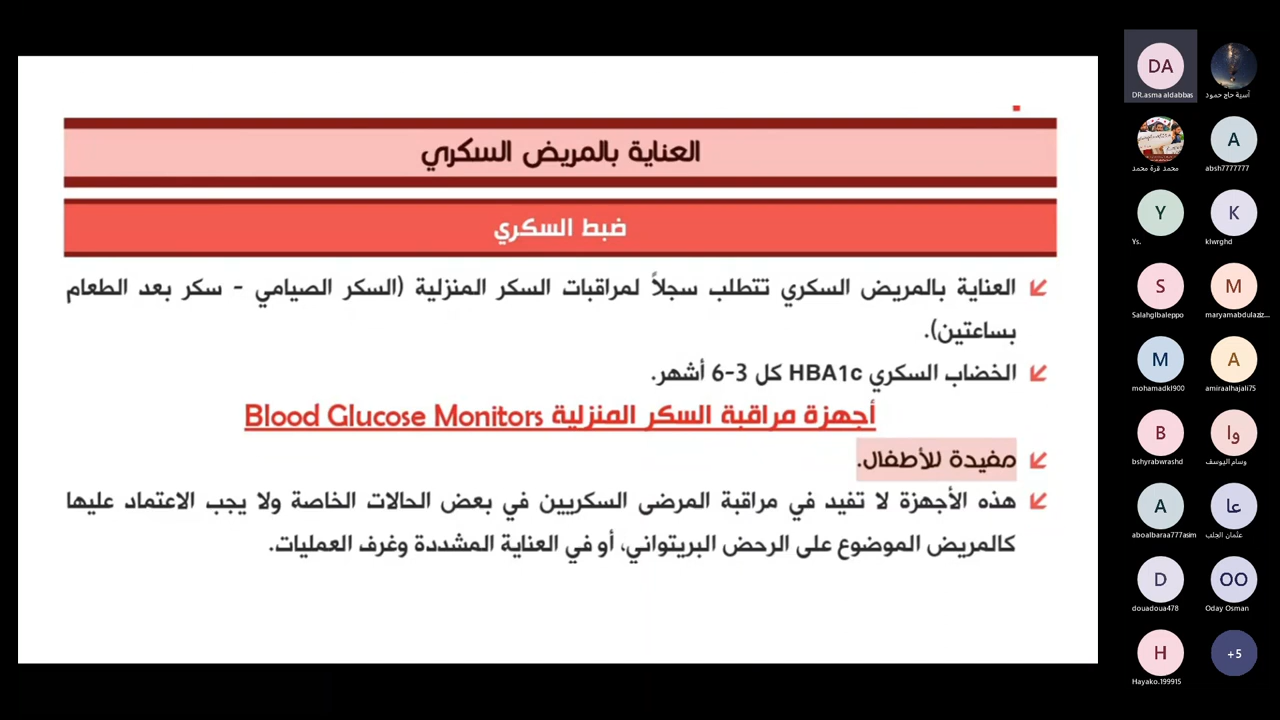 العناية بالمريض السكري
ضبط السكري
العناية بالمريض السكري تتطلب سجلاً لمراقبات السكر المنزلية (السكر الصيامي - سكر بعد الطعام
بساعتين).
الخضاب السكري HBA1c كل 3-6 أشهر.
أجهزة مراقبة السكر المنزلية Blood Glucose Monitors
مفيدة للأطفال.
هذه الأجهزة لا تفيد في مراقبة المرضى السكريين في بعض الحالات الخاصة ولا يجب الاعتماد عليها
كالمريض الموضوع على الرحض البريتواني، أو في العناية المشددة وغرف العمليات.
DA
DR.asma aldabbas
آسية حاج حمود
محمد قرة محمد
A
absh7777777
Y
Ys.
K
klwrghd
S
Salahglbaleppo
M
maryamabdulaziz...
M
mohamadkl900
A
amiraalhajali75
B
bshyrabwrashd
وا
وسام اليوسف
A
aboalbaraa777asim
عا
عثمان الجلب
D
douadoua478
OO
Oday Osman
H
Hayako.199915
+5